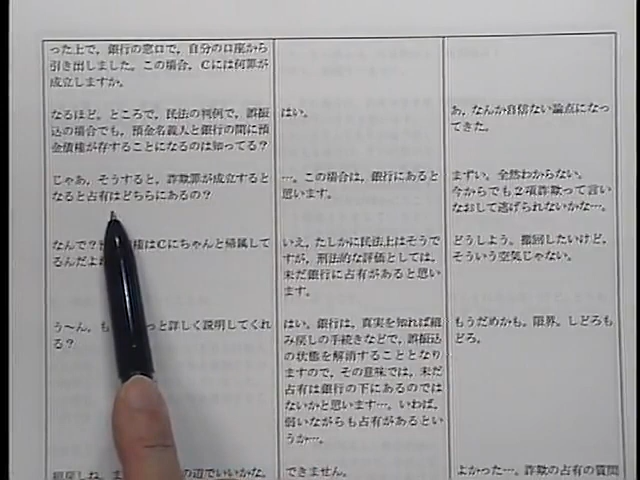 った上で，銀行の窓口で，自分の口座から
引き出しました。この場合，Cには何罪が
成立しますか。
なるほど。ところで，民法の判例で，誤振
込の場合でも，預金名義人と銀行の間に預
金債権が存することになるのは知ってる？
はい。
あ，なんか自信ない論点になっ
てきた。
じゃあ，そうすると，詐欺罪が成立すると
なると占有はどちらにあるの？
…。この場合は，銀行にあると
思います。
まずい。全然わからない。
今からでも２項詐欺って言い
なおして逃げられないかな…。
なんで？
権はCにちゃんと帰属して
るんだよ
いえ，たしかに民法上はそうで
すが，刑法的な評価としては，
未だ銀行に占有があると思い
ます。
どうしよう。撤回したいけど，
そういう空気じゃない。
う～ん。も
っと詳しく説明してくれ
る？
はい。銀行は，真実を知れば組
み戻しの手続きなどで，誤振込
の状態を解消することとなり
ますので，その意味では，未だ
占有は銀行の下にあるのでは
ないかと思います…。いわば，
弱いながらも占有があるとい
うか…。
もうだめかも。限界。しどろも
どろ。
の辺でいいかな。
できません。
よかった…。詐欺の占有の質問